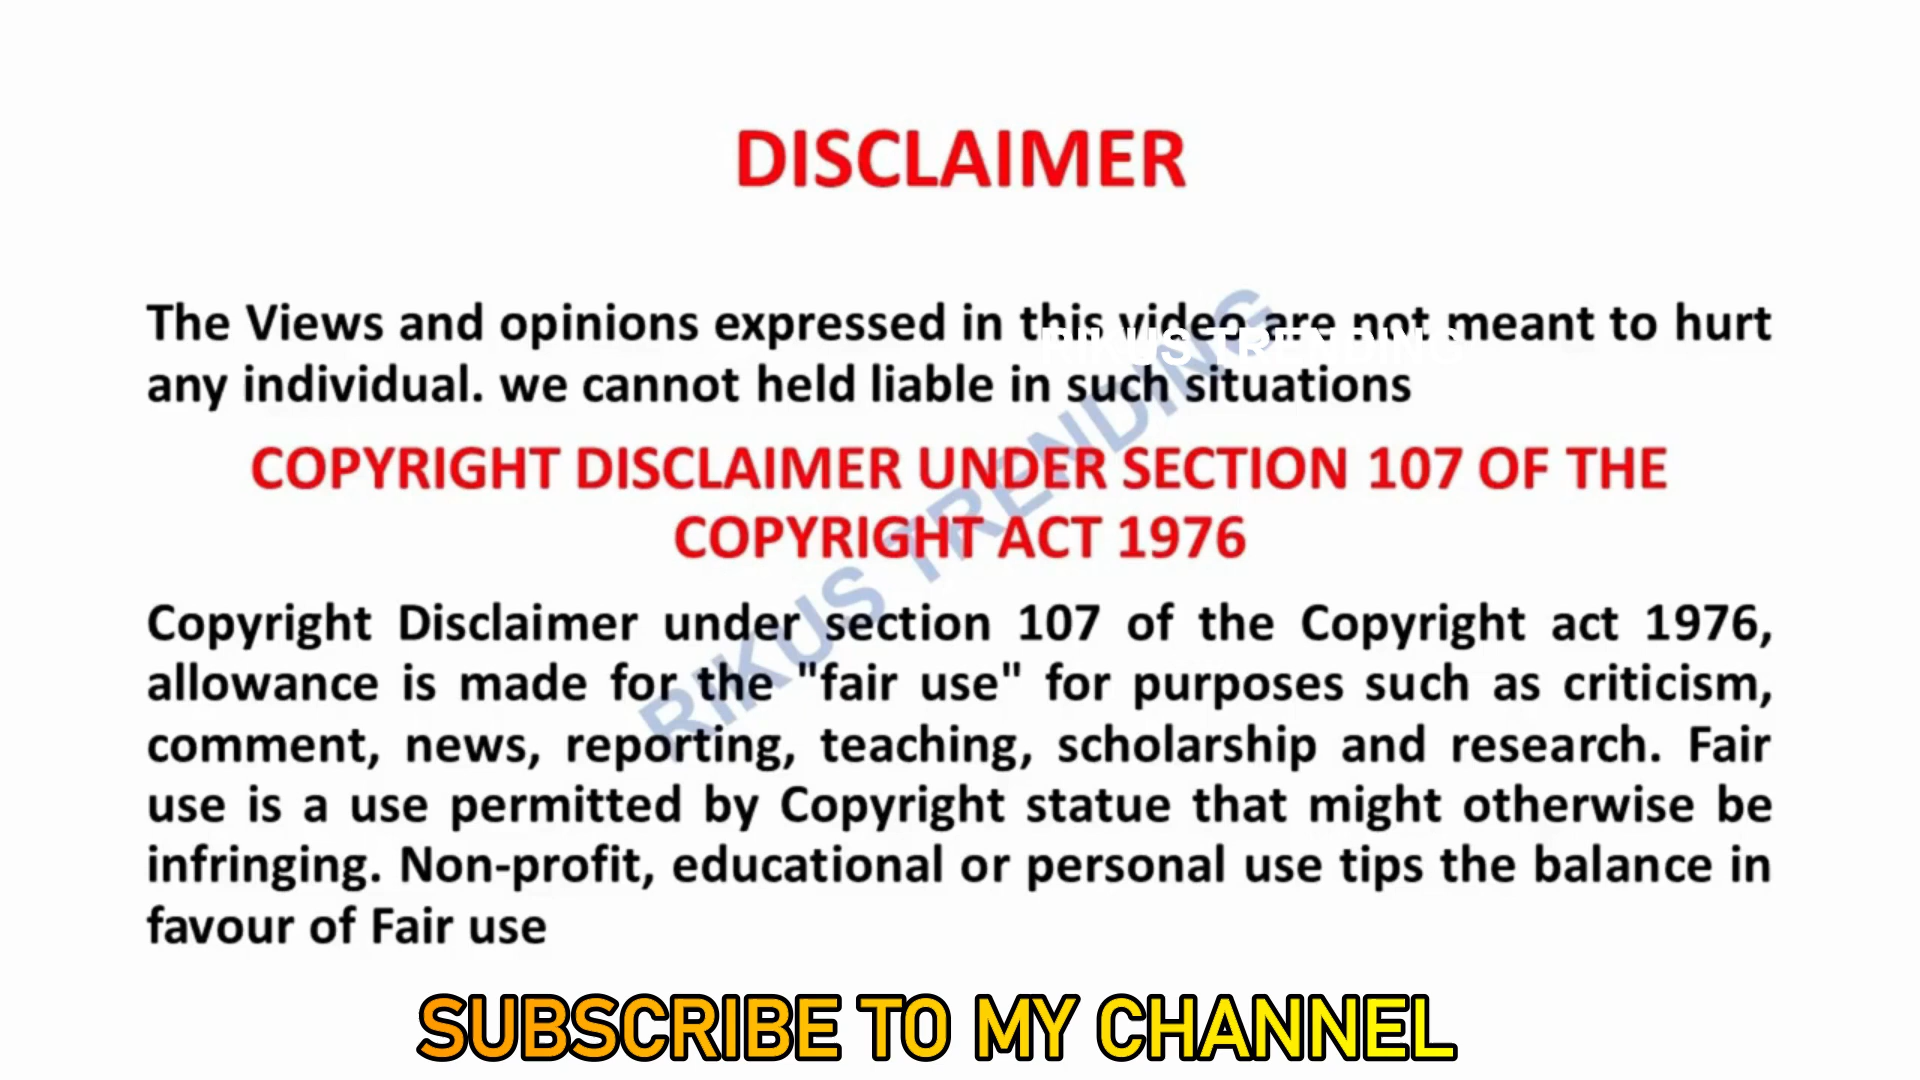 DISCLAIMER
The Views and opinions expressed in this video are not meant to hurt
any individual. we cannot held liable in such situations
RIKUS TRENDING
COPYRIGHT DISCLAIMER UNDER SECTION 107 OF THE
COPYRIGHT ACT 1976
RIKUS TRENDING
Copyright Disclaimer under section 107 of the Copyright act 1976,
allowance is made for the "fair use" for purposes such as criticism,
comment, news, reporting, teaching, scholarship and research. Fair
use is a use permitted by Copyright statue that might otherwise be
infringing. Non-profit, educational or personal use tips the balance in
favour of Fair use
SUBSCRIBE TO MY CHANNEL